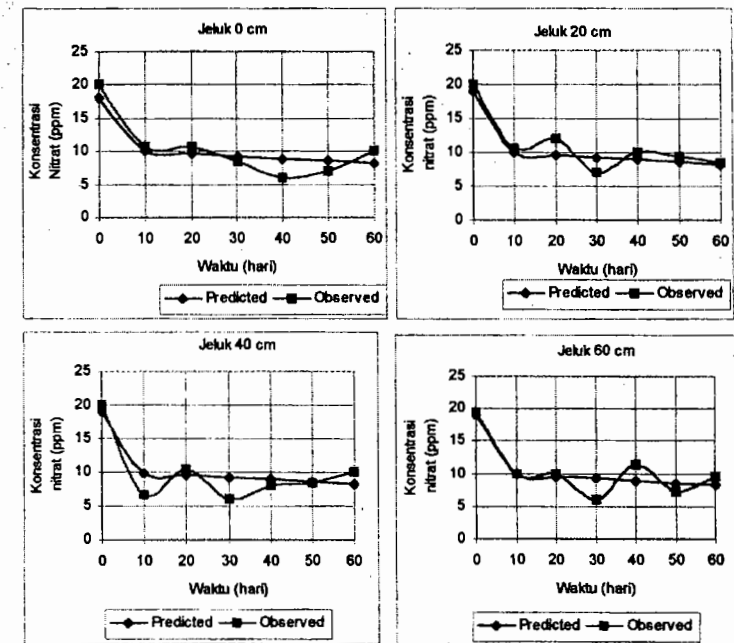 Jeluk 0 cm
Konsentrasi
Nitrat (ppm)
25
20
15
10
5
0
0 10 20 30 40 50 60
Waktu (hari)
Predicted Observed
Jeluk 20 cm
Konsentrasi
nitrat (ppm)
25
20
15
10
5
0
0 10 20 30 40 50 60
Waktu (hari)
Predicted Observed
Jeluk 40 cm
Konsentrasi
nitrat (ppm)
25
20
15
10
5
0
0 10 20 30 40 50 60
Waktu (hari)
Predicted Observed
Jeluk 60 cm
Konsentrasi
nitrat (ppm)
25
20
15
10
5
0
0 10 20 30 40 50 60
Waktu (hari)
Predicted Observed